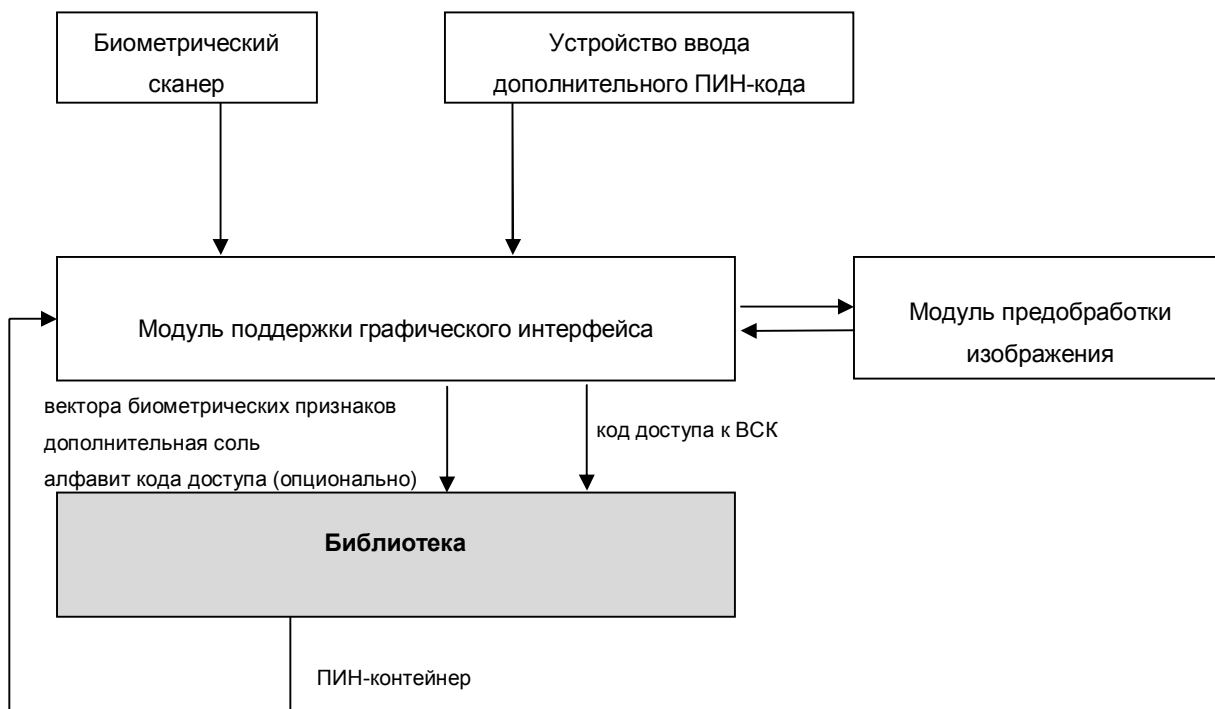 Биометрический
сканер
Устройство ввода
дополнительного ПИН-кода
Модуль поддержки графического интерфейса
Модуль предобработки
изображения
вектора биометрических признаков
дополнительная соль
алфавит кода доступа (опционально)
код доступа к ВСК
Библиотека
ПИН-контейнер